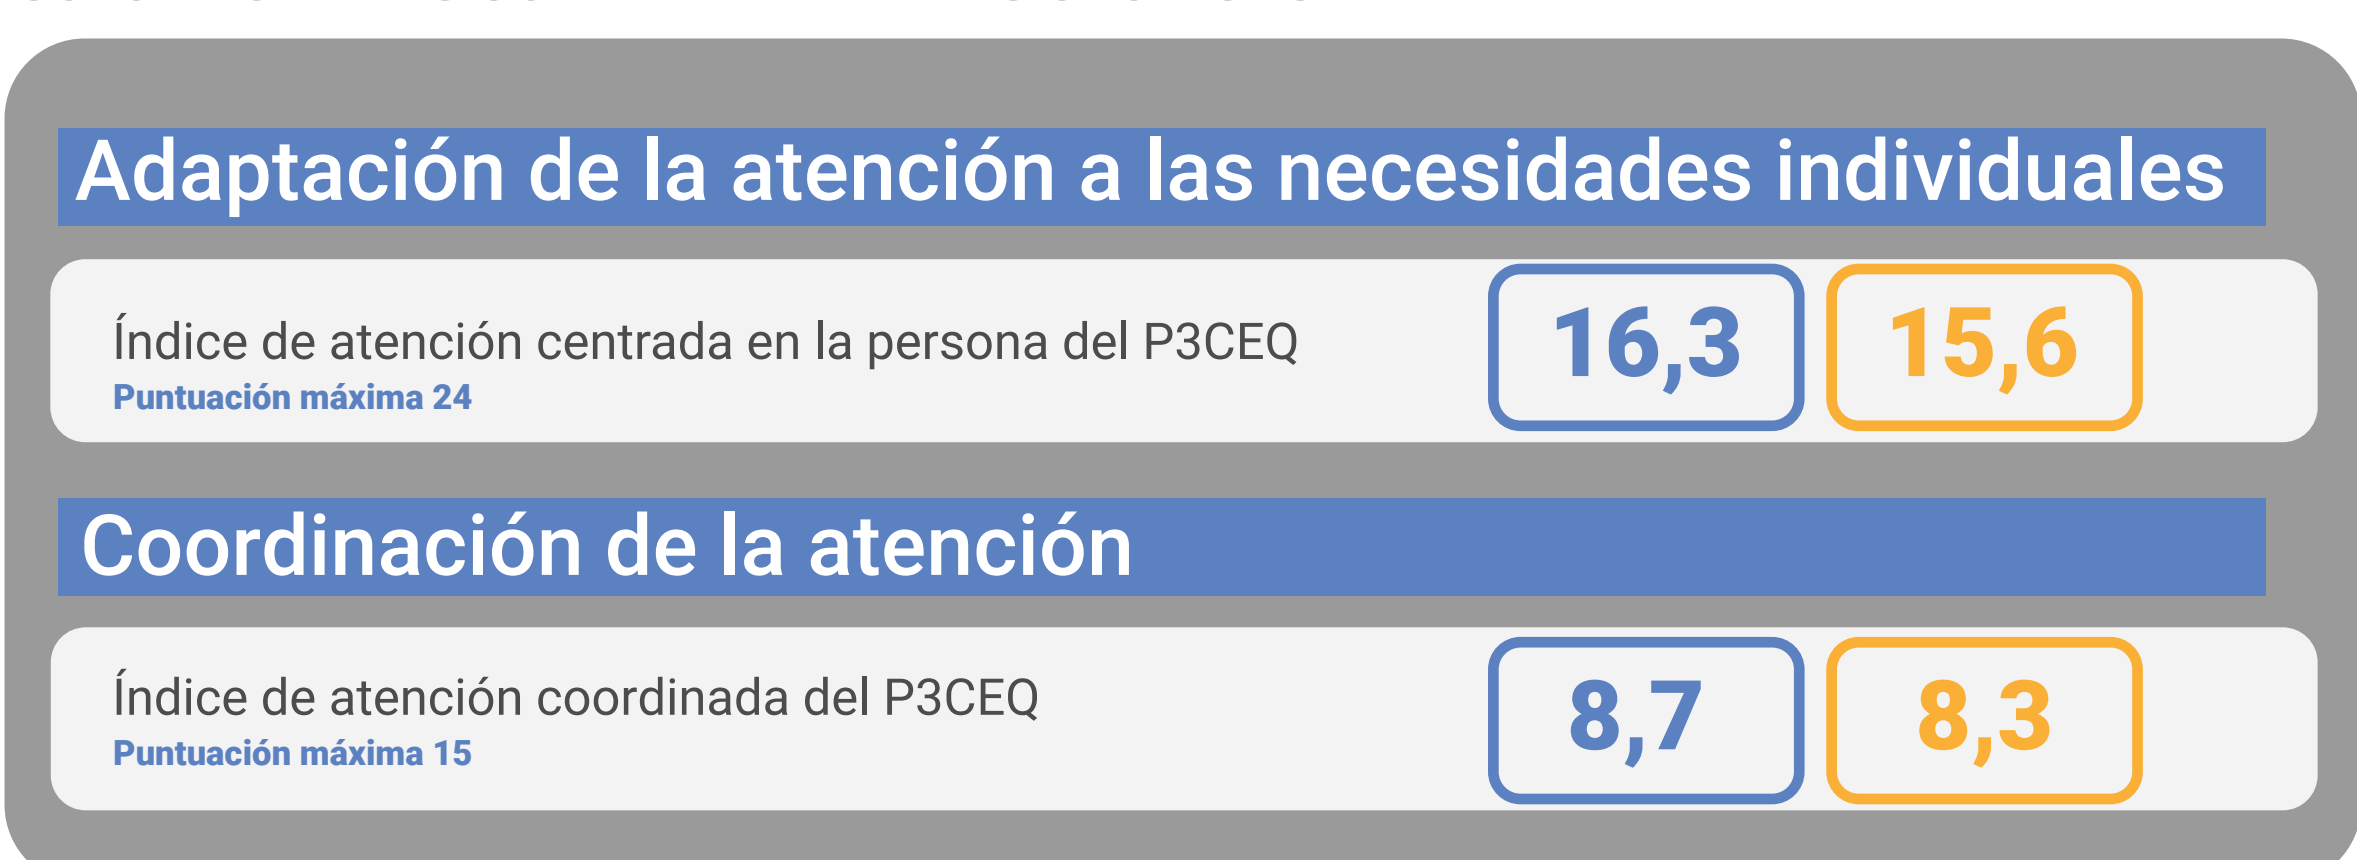 Adaptación de la atención a las necesidades individuales
Índice de atención centrada en la persona del P3CEQ
Puntuación máxima 24
16,3 15,6
Coordinación de la atención
Índice de atención coordinada del P3CEQ
Puntuación máxima 15
8,7 8,3